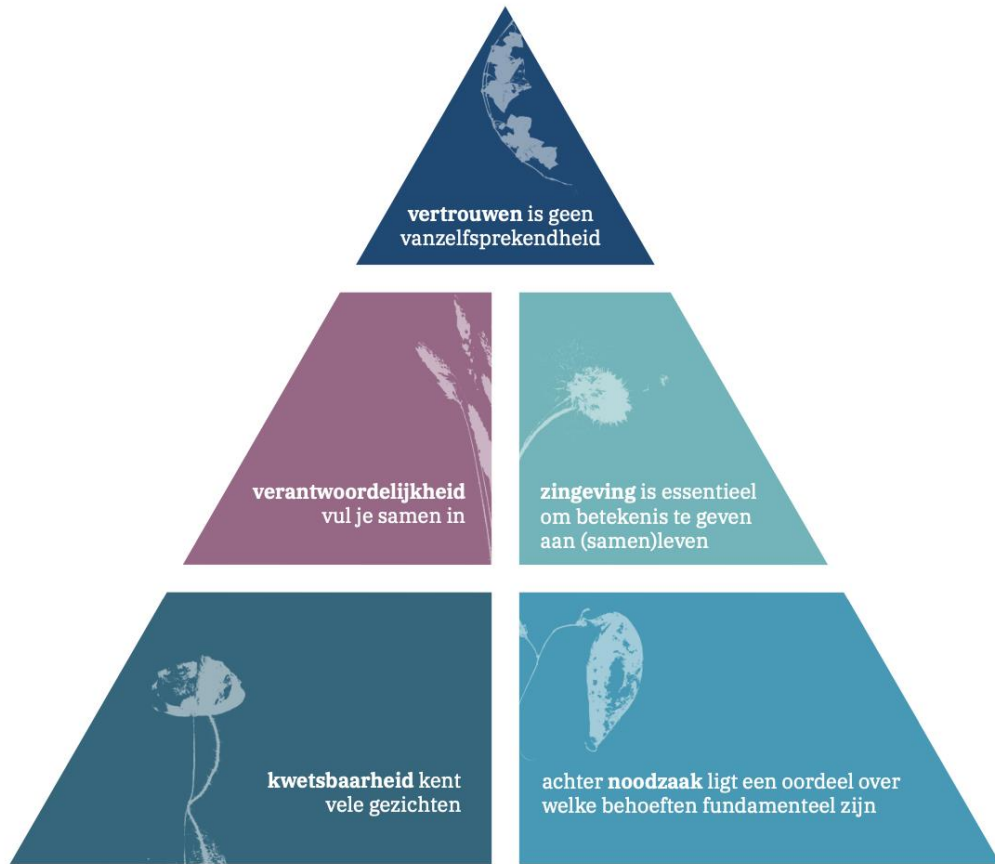 vertrouwen is geen
vanzelfsprekendheid
verantwoordelijkheid
vul je samen in
zingeving is essentieel
om betekenis te geven
aan (samen)leven
kwetsbaarheid kent
vele gezichten
achter noodzaak ligt een oordeel over
welke behoeften fundamenteel zijn